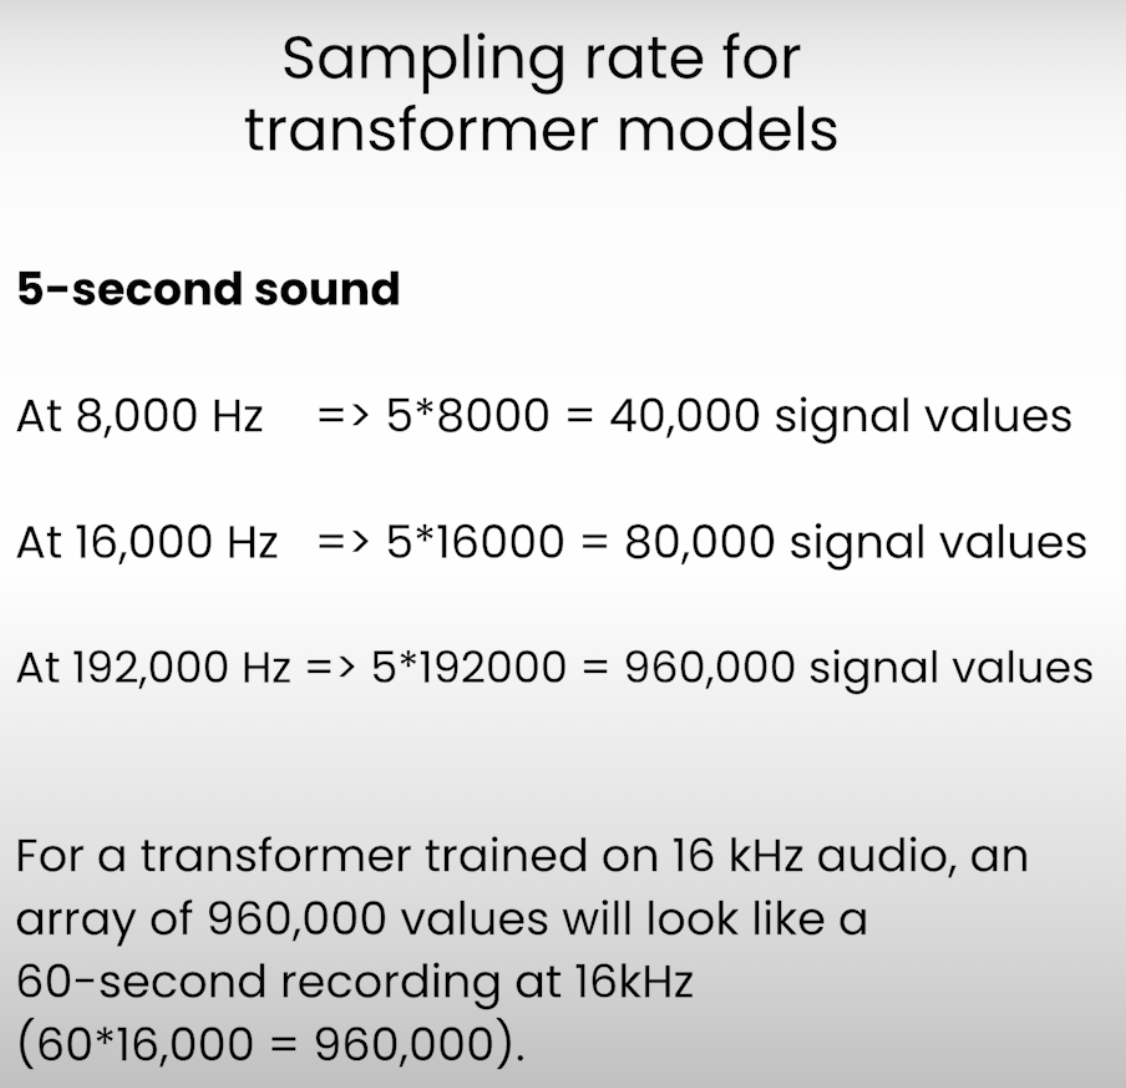 Sampling rate for
transformer models
5-second sound
At 8,000 Hz => 5*8000 = 40,000 signal values
At 16,000 Hz => 5*16000 = 80,000 signal values
At 192,000 Hz => 5*192000 = 960,000 signal values
For a transformer trained on 16 kHz audio, an
array of 960,000 values will look like a
60-second recording at 16kHz
(60*16,000 = 960,000).